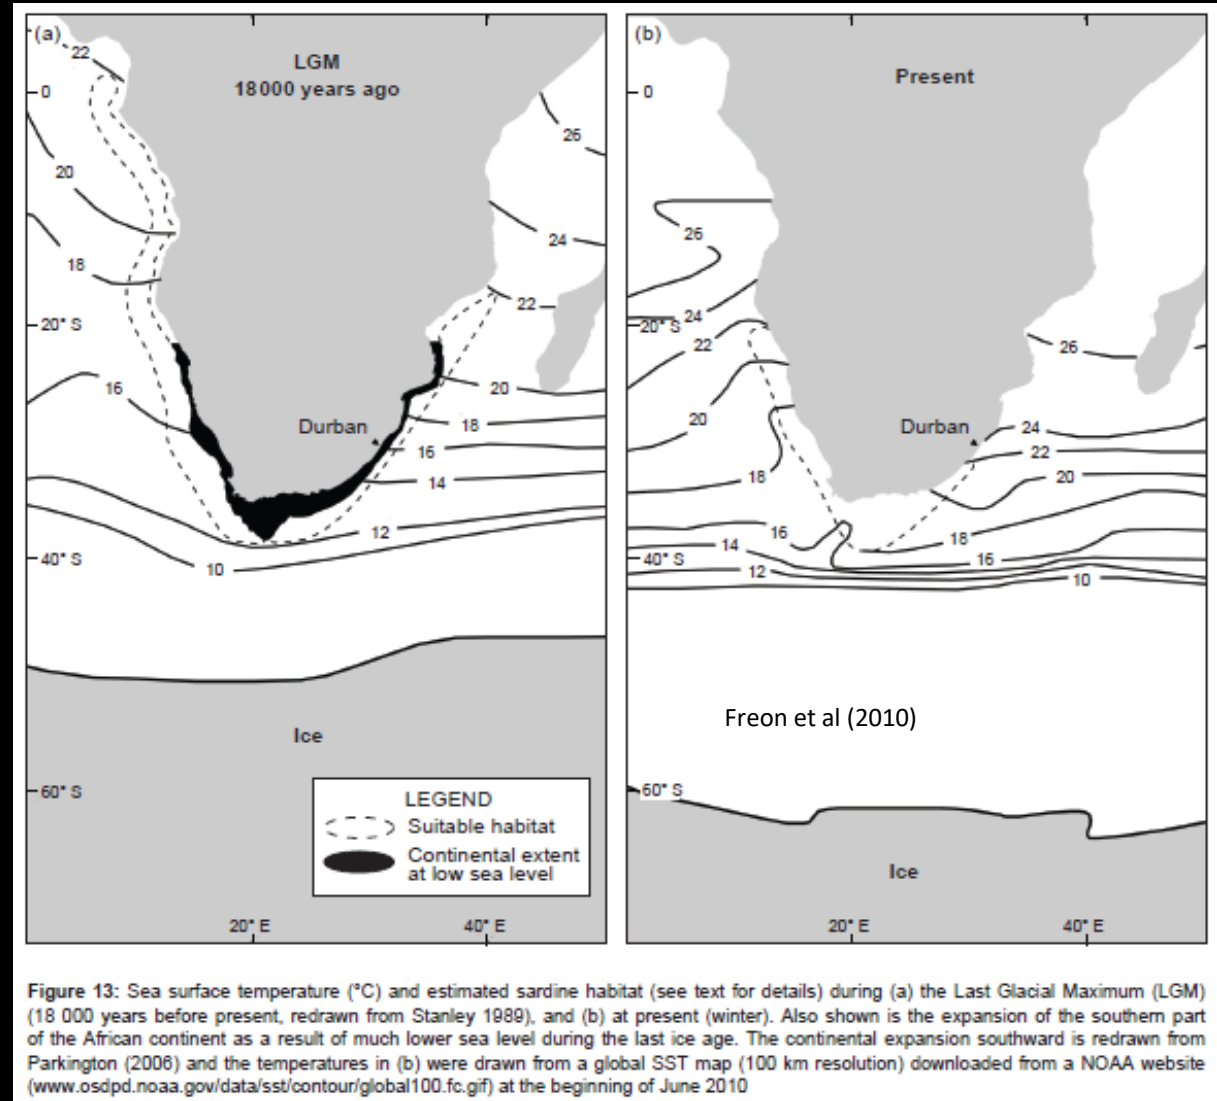 (a)
LGM
18 000 years ago
22
0
20
18
20° S
16
26
24
22
20
18
16
14
12
10
Durban
40° S
Ice
60° S
LEGEND
Suitable habitat
Continental extent
at low sea level
20° E
40° E
(b)
Present
0
26
24
20° S
22
20
18
16
14
40° S
12
26
Durban
24
22
20
18
16
10
Freon et al (2010)
60° S
Ice
20° E
40° E
Figure 13: Sea surface temperature (°C) and estimated sardine habitat (see text for details) during (a) the Last Glacial Maximum (LGM)
(18 000 years before present, redrawn from Stanley 1989), and (b) at present (winter). Also shown is the expansion of the southern part
of the African continent as a result of much lower sea level during the last ice age. The continental expansion southward is redrawn from
Parkington (2006) and the temperatures in (b) were drawn from a global SST map (100 km resolution) downloaded from a NOAA website
(www.osdpd.noaa.gov/data/sst/contour/global100.fc.gif) at the beginning of June 2010